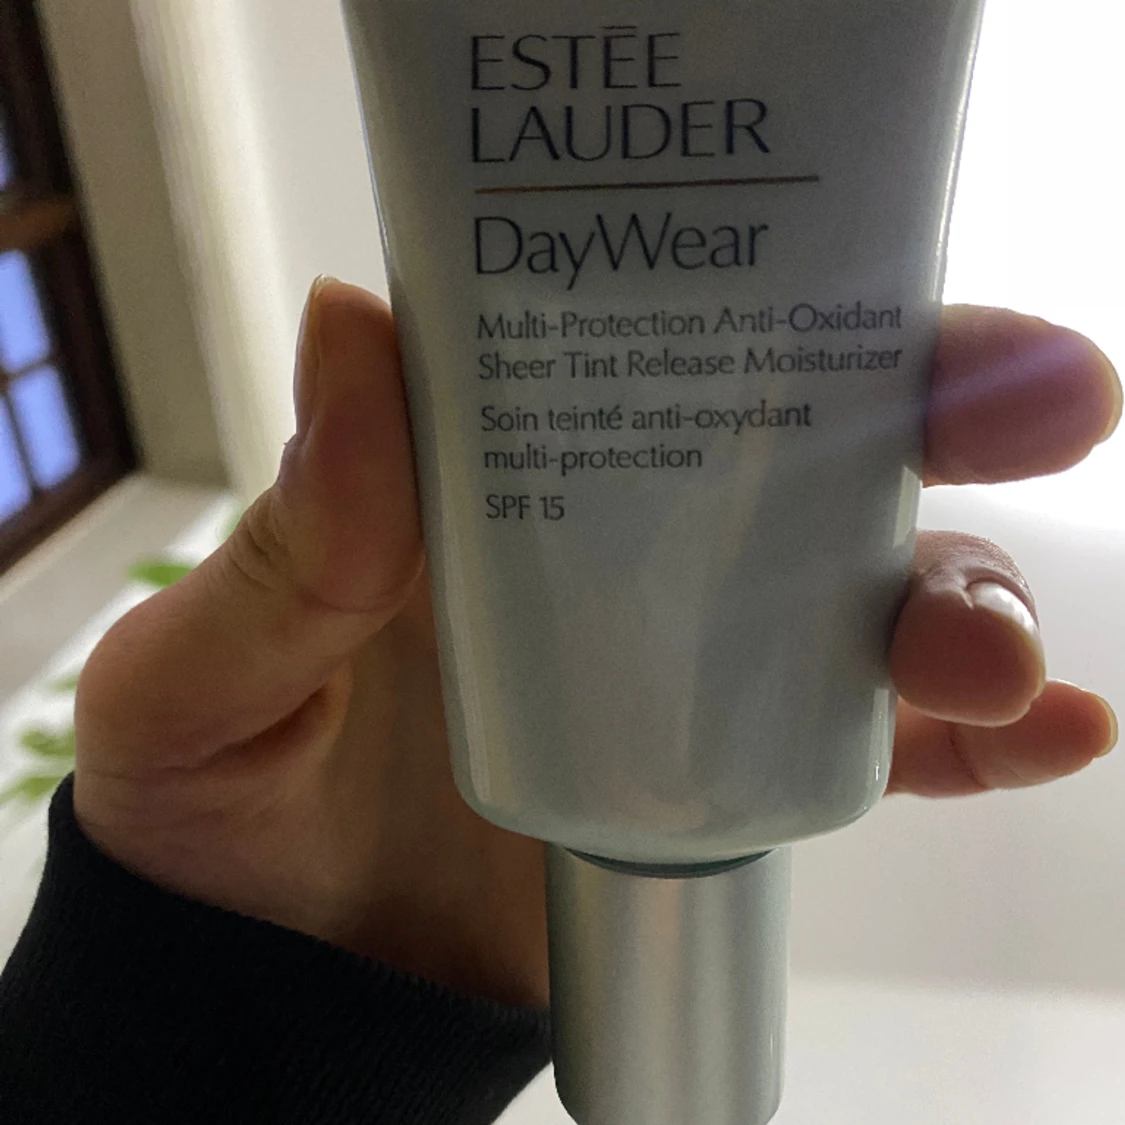 ESTĒE
LAUDER
DayWear
Multi-Protection Anti-Oxidant
Sheer Tint Release Moisturizer
Soin teinté anti-oxydant
multi-protection
SPF 15